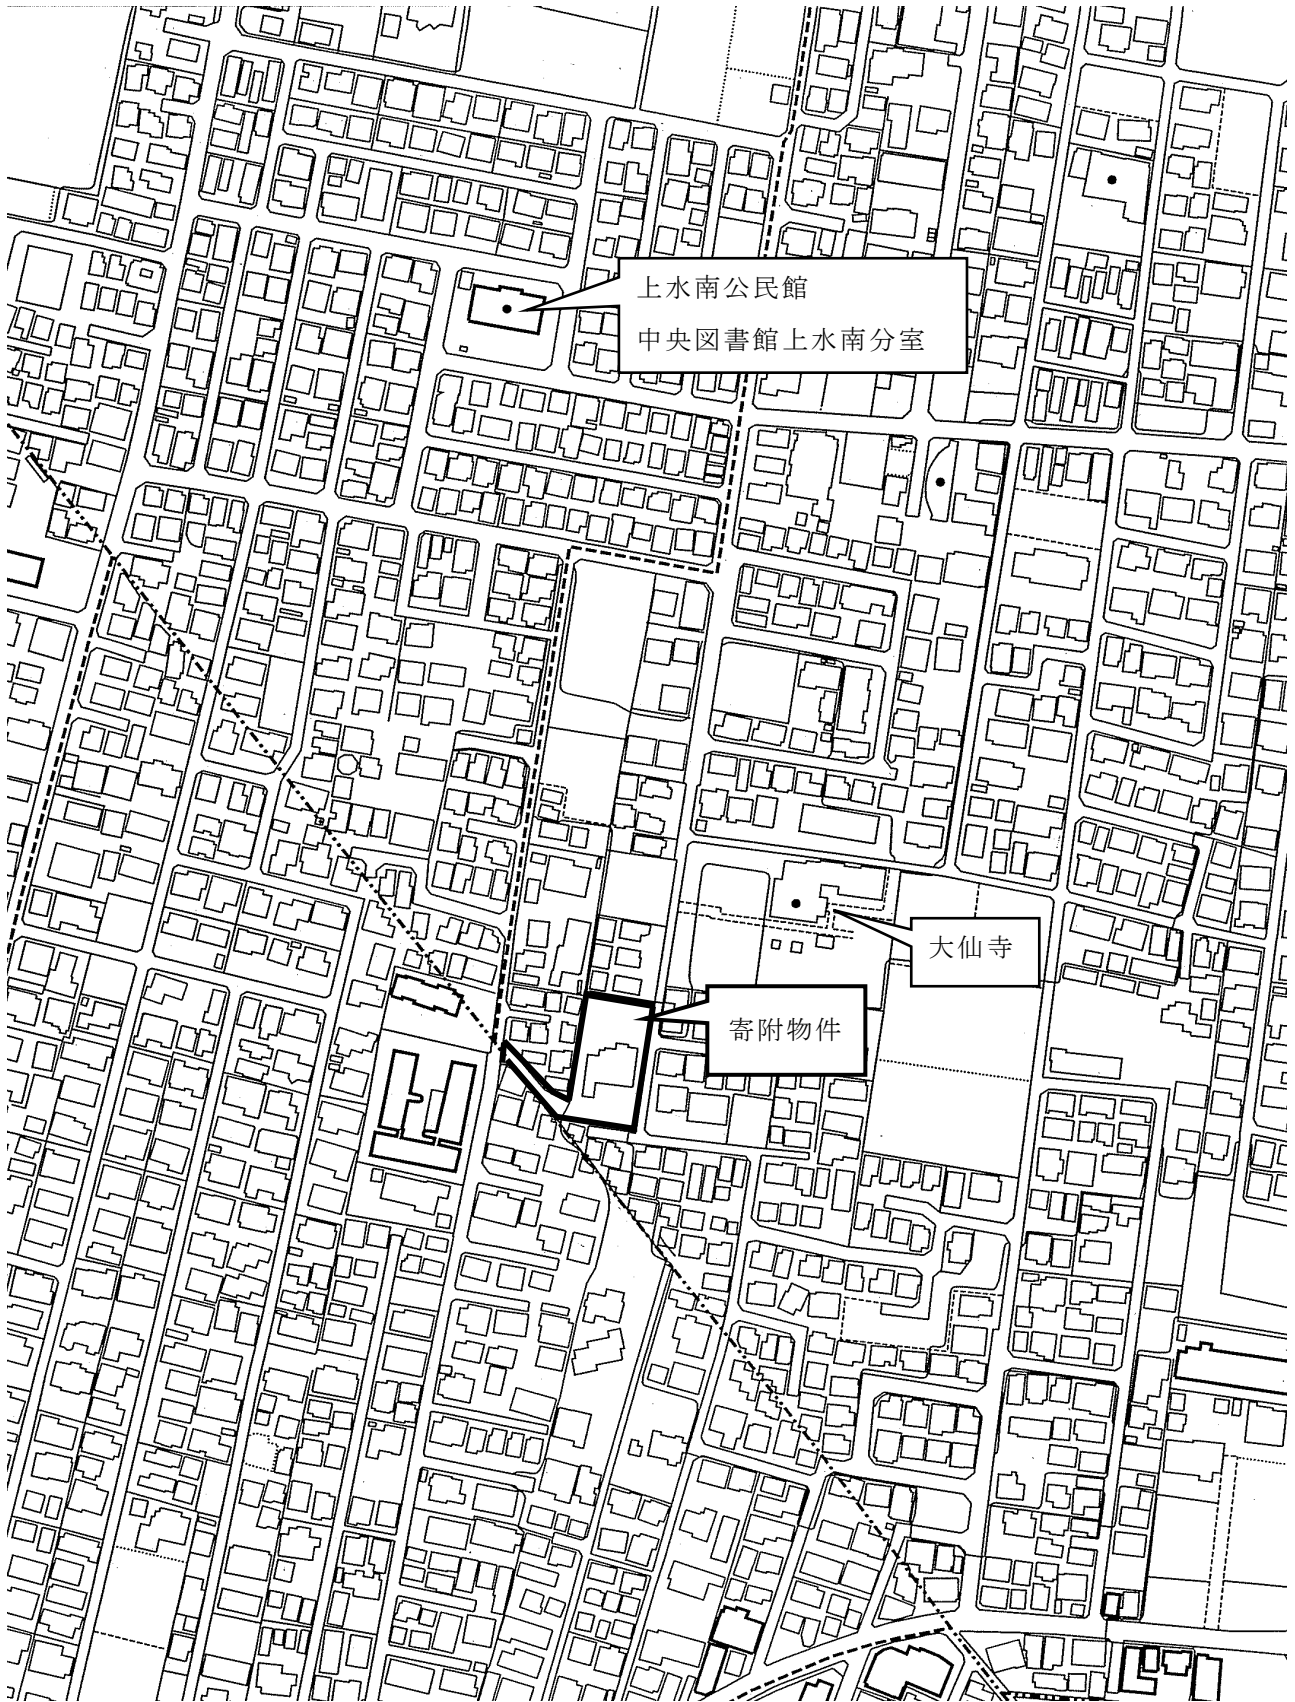 上水南公民館
中央図書館上水南分室
大仙寺
寄附物件